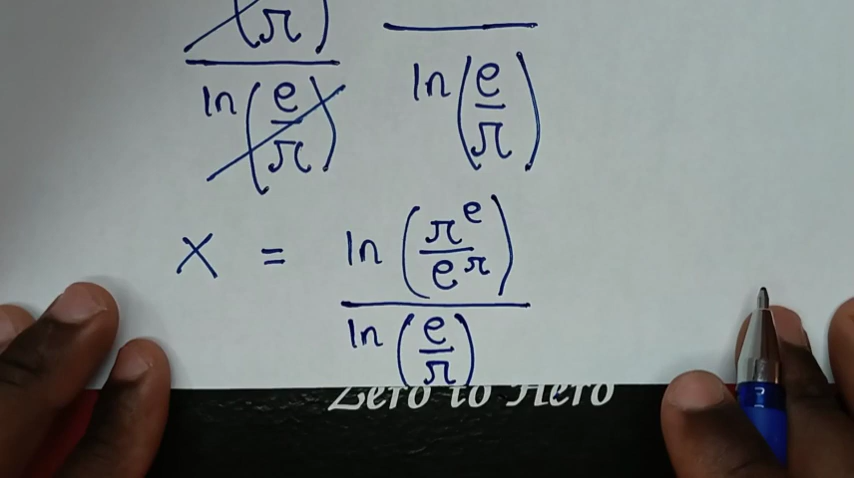 (π)
ln(e/π) ln(e/π)
x = ln(π^e/e^π)
ln(e/π)
Zero to Hero